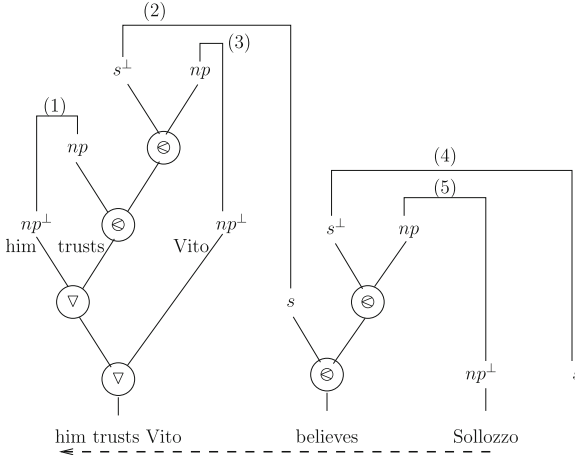 (2)
(3)
s⊥ np
(1)
⋖
np
(4)
(5)
np⊥ ⋖ np⊥ s⊥ np
him trusts Vito
▽ s ⋖
▽ ⋖ np⊥
him trusts Vito believes Sollozzo